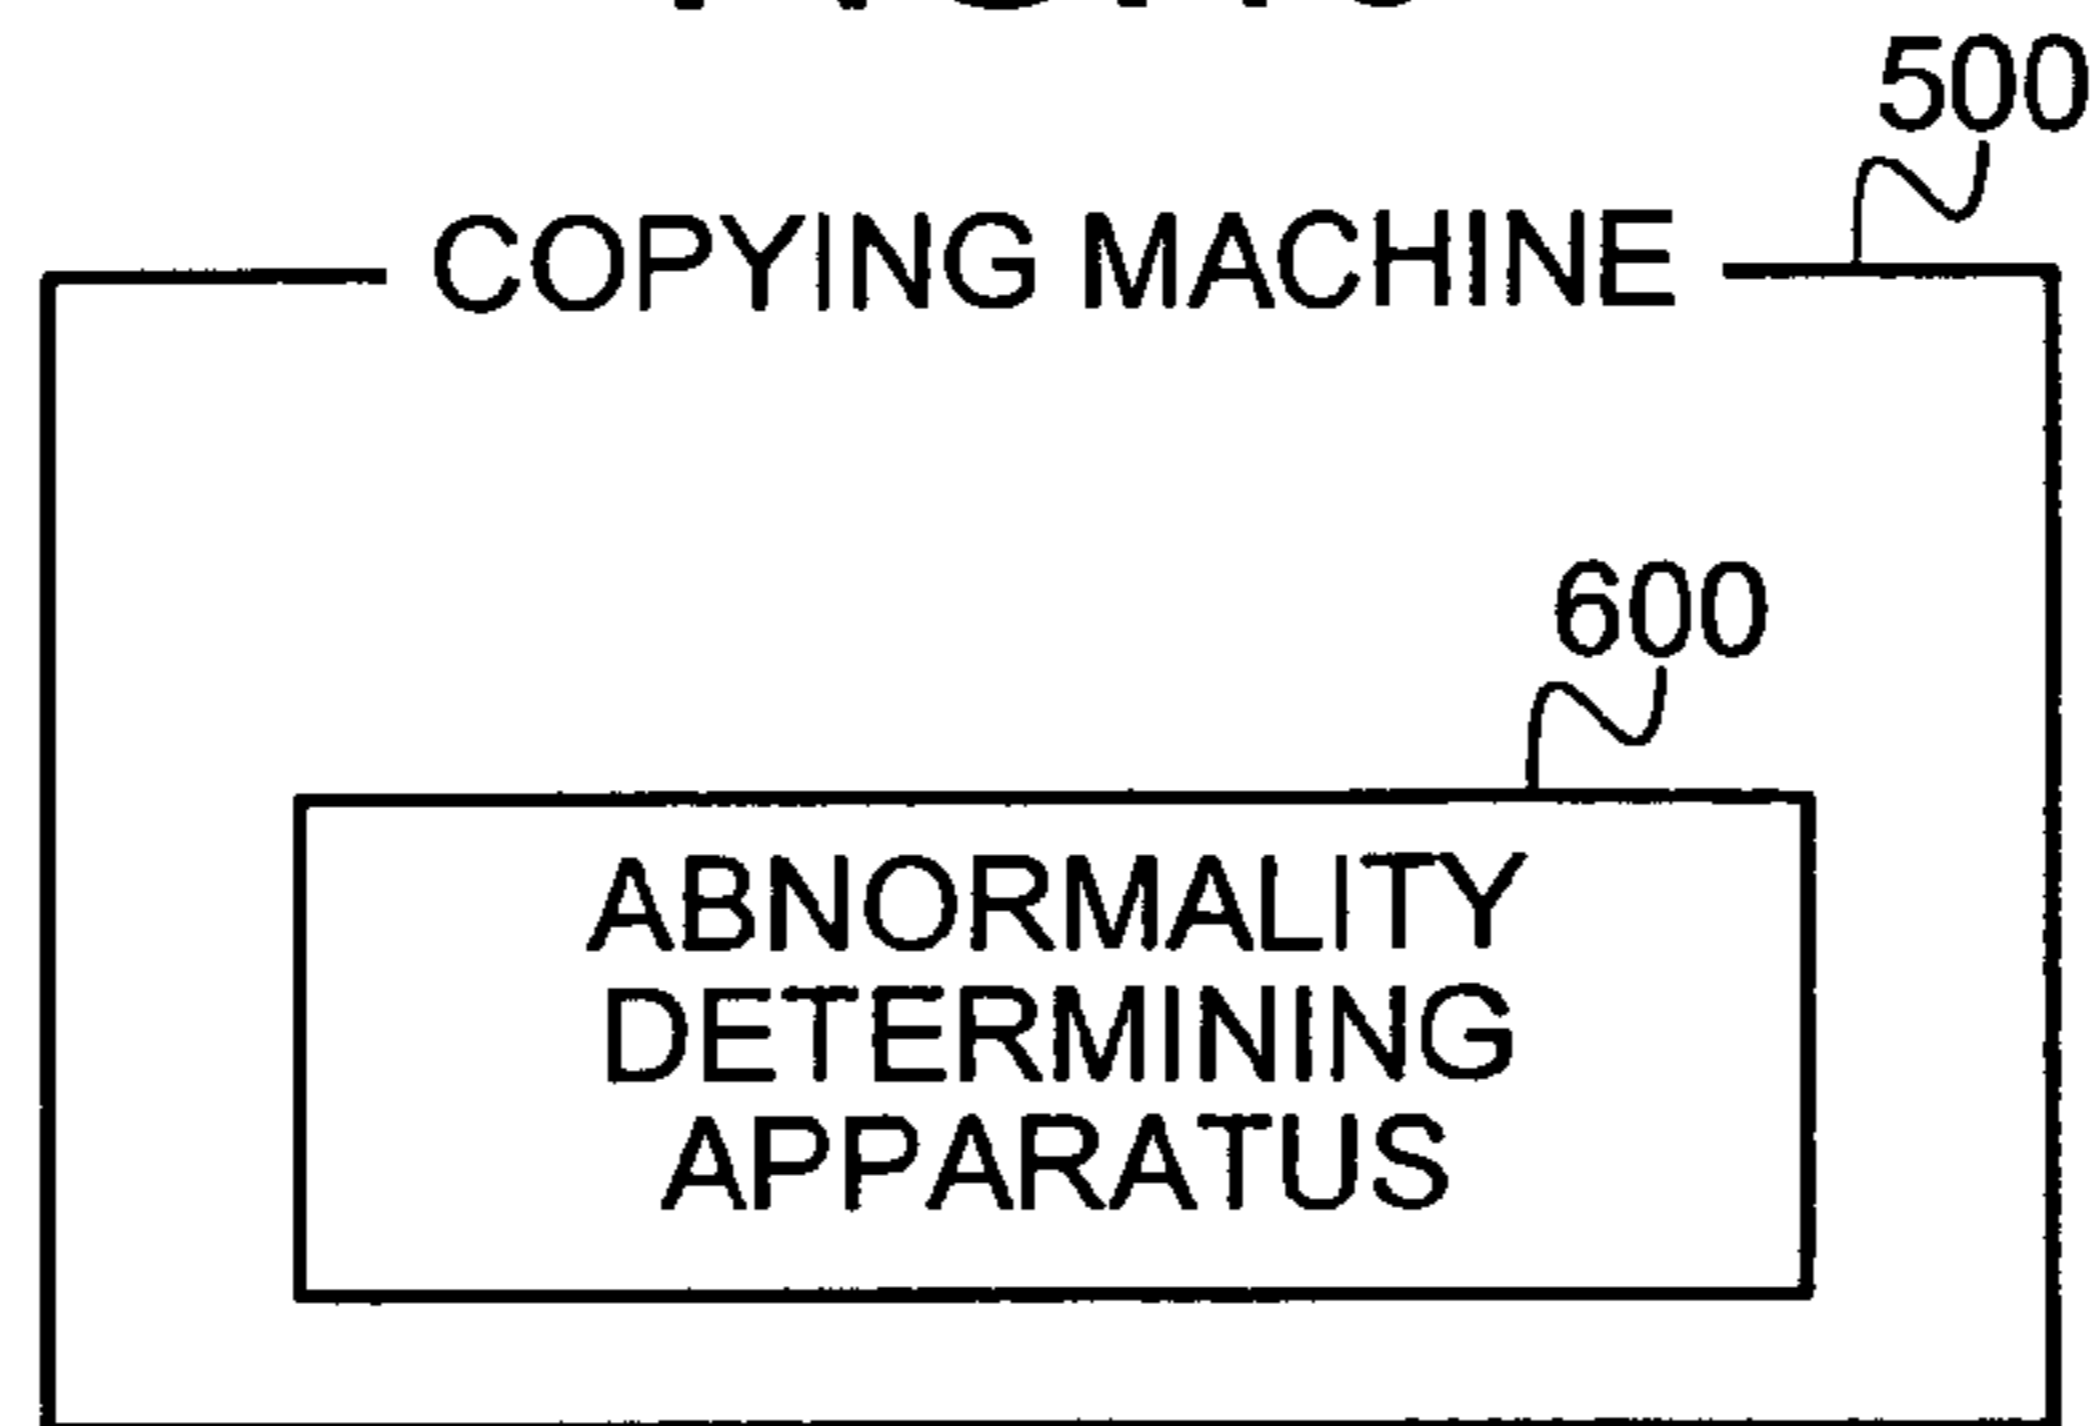 500
COPYING MACHINE
600
ABNORMALITY
DETERMINING
APPARATUS